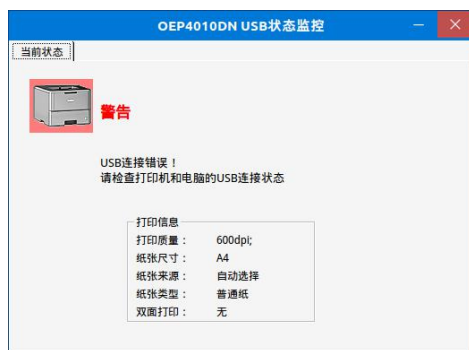 OEP4010DN USB状态监控
当前状态
警告
USB连接错误！
请检查打印机和电脑的USB连接状态
打印信息
打印质量： 600dpi;
纸张尺寸： A4
纸张来源： 自动选择
纸张类型： 普通纸
双面打印： 无